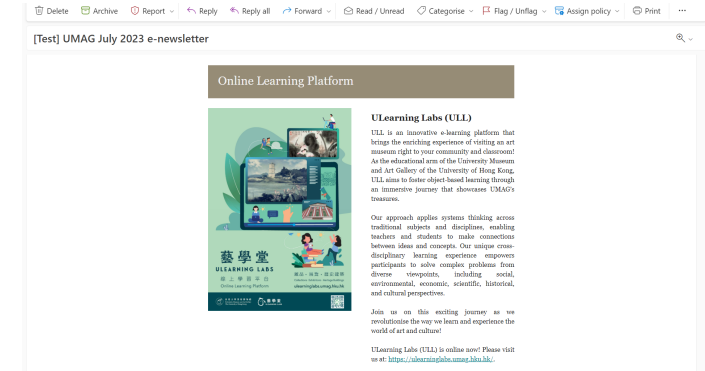 Delete Archive Report Reply Reply all Forward Read / Unread Categorise Flag / Unflag Assign policy Print ...
[Test] UMAG July 2023 e-newsletter
Online Learning Platform
藝學堂
ULEARNING LABS
線上學習平台
Online Learning Platform
ulearninglabs.umag.hku.hk
ULearning Labs (ULL)
ULL is an innovative e-learning platform that
brings the enriching experience of visiting an art
museum right to your community and classroom!
As the educational arm of the University Museum
and Art Gallery of the University of Hong Kong,
ULL aims to foster object-based learning through
an immersive journey that showcases UMAG's
treasures.
Our approach applies systems thinking across
traditional subjects and disciplines, enabling
teachers and students to make connections
between ideas and concepts. Our unique cross-
disciplinary learning experience empowers
participants to solve complex problems from
diverse viewpoints, including social,
environmental, economic, scientific, historical,
and cultural perspectives.
Join us on this exciting journey as we
revolutionise the way we learn and experience the
world of art and culture!
ULearning Labs (ULL) is online now! Please visit
us at: https://ulearninglabs.umag.hku.hk/.